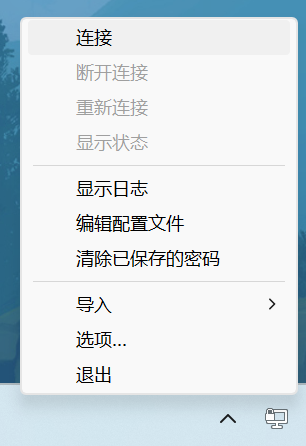 连接
断开连接
重新连接
显示状态
显示日志
编辑配置文件
清除已保存的密码
导入
选项...
退出